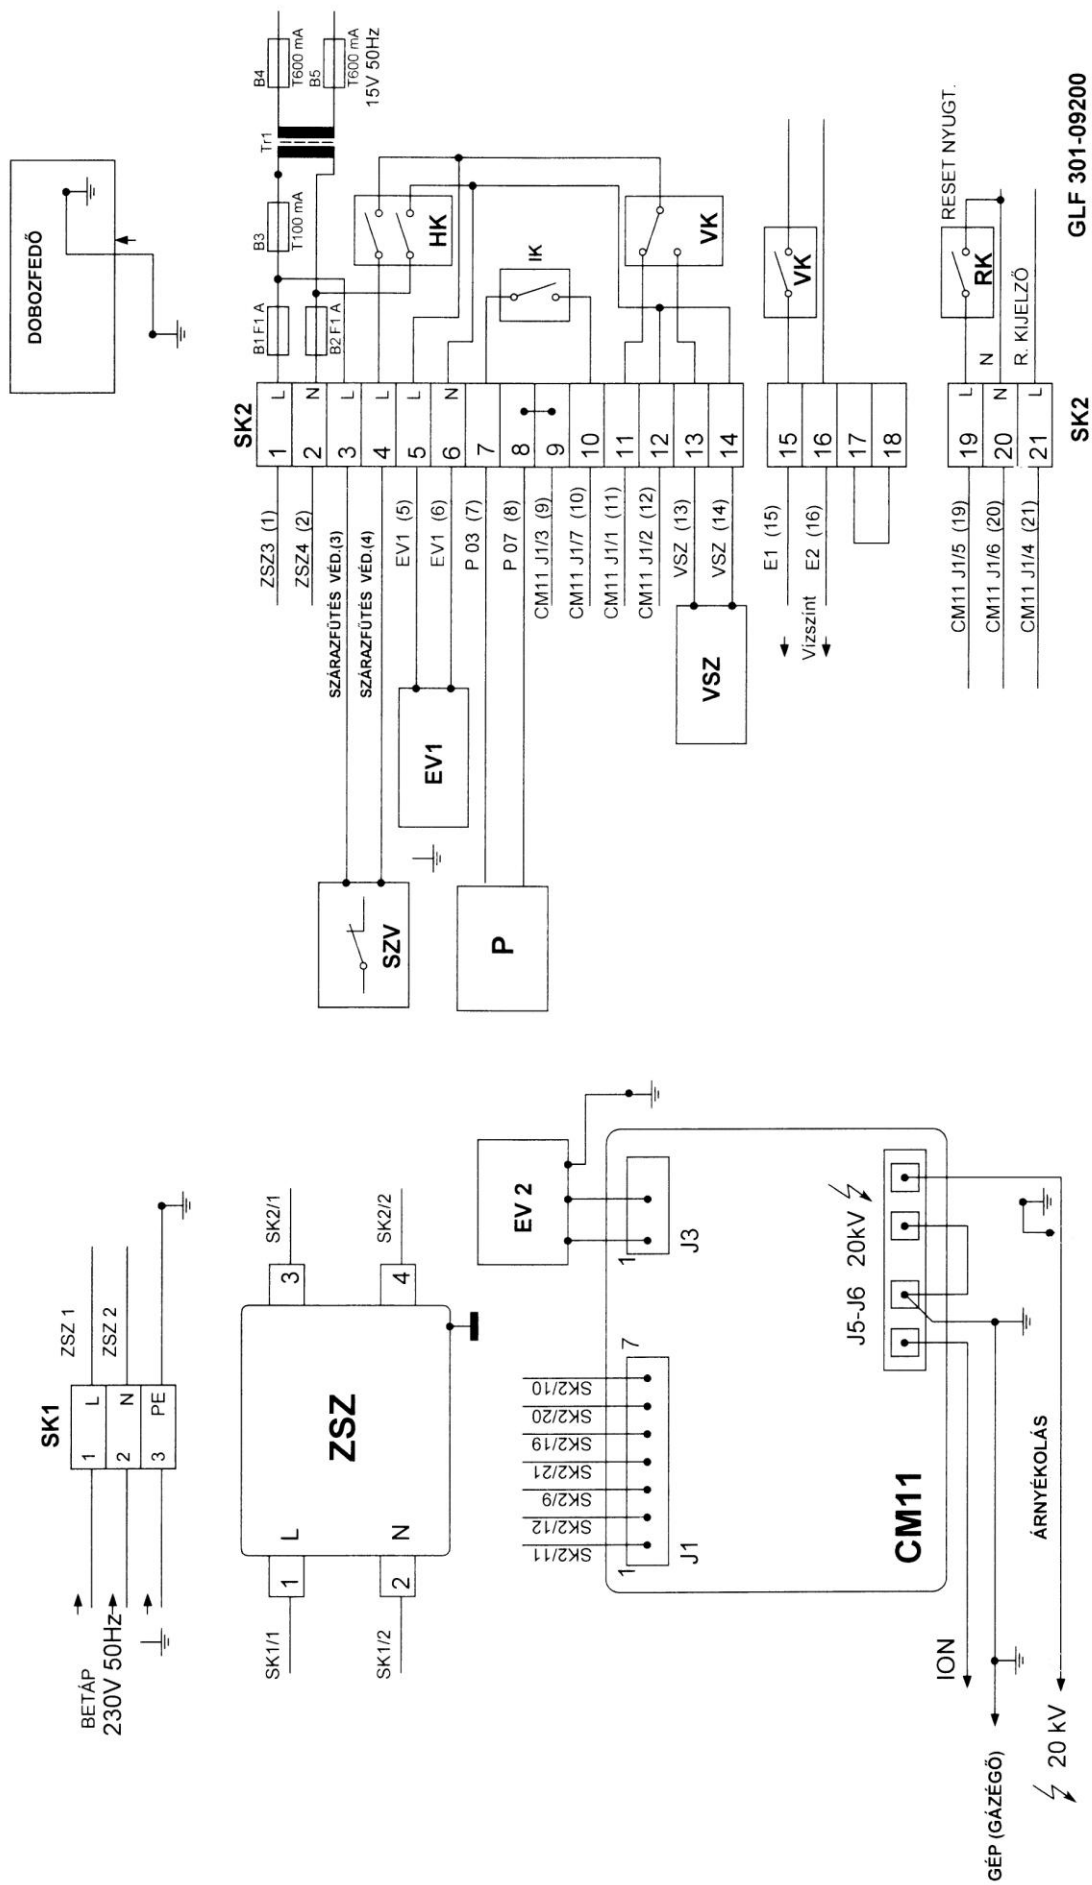 DOBOZFEDŐ
B4
T600 mA
B5
T600 mA
15V 50Hz
Tr1
B3
T100 mA
B1 F1 A
B2 F1 A
HK
IK
VK
VK
RESET NYUGT.
RK
N
R. KIJELZŐ
GLF 301-09200
SK2
1 L
2 N
3 L
4 L
5 L
6 N
7
8
9
10
11
12
13
14
15
16
17
18
19 L
20 N
21 L
SK2
ZSZ3 (1)
ZSZ4 (2)
SZÁRAZFŰTÉS VÉD.(3)
SZÁRAZFŰTÉS VÉD.(4)
EV1 (5)
EV1 (6)
P 03 (7)
P 07 (8)
CM11 J1/3 (9)
CM11 J1/7 (10)
CM11 J1/1 (11)
CM11 J1/2 (12)
VSZ (13)
VSZ (14)
E1 (15)
E2 (16)
Vizszint
CM11 J1/5 (19)
CM11 J1/6 (20)
CM11 J1/4 (21)
SZV
EV1
P
VSZ
SK1
BETÁP
230V 50Hz
1 L
2 N
3 PE
ZSZ 1
ZSZ 2
ZSZ
L
N
1
2
3
4
SK1/1
SK1/2
SK2/1
SK2/2
EV 2
1
J3
SK2/11
SK2/12
SK2/9
SK2/21
SK2/19
SK2/20
SK2/10
1
7
J1
J5-J6 20kV
CM11
ION
GÉP (GÁZÉGŐ)
ÁRNYÉKOLÁS
20 kV